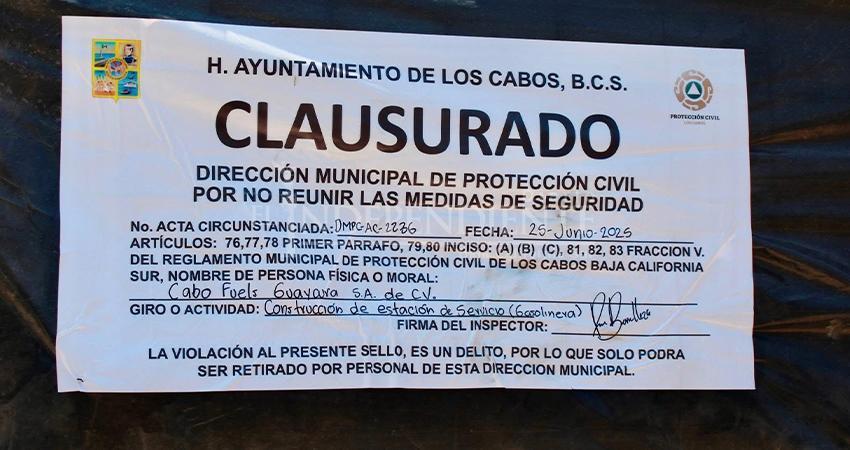 H. AYUNTAMIENTO DE LOS CABOS, B.C.S.
CLAUSURADO
PROTECCIÓN CIVIL
DIRECCIÓN MUNICIPAL DE PROTECCIÓN CIVIL
POR NO REUNIR LAS MEDIDAS DE SEGURIDAD
EL INDEPENDIENTE
No. ACTA CIRCUNSTANCIADA: DMPC-AC-2236 FECHA: 25-Junio-2025
ARTÍCULOS: 76,77,78 PRIMER PARRAFO, 79,80 INCISO: (A) (B) (C), 81, 82, 83 FRACCION V.
DEL REGLAMENTO MUNICIPAL DE PROTECCIÓN CIVIL DE LOS CABOS BAJA CALIFORNIA
SUR, NOMBRE DE PERSONA FÍSICA O MORAL:
Cabo Fuels Guayava S.A. de CV.
GIRO O ACTIVIDAD: Construcción de estación de Servicio (Gasolinera)
FIRMA DEL INSPECTOR:
LA VIOLACIÓN AL PRESENTE SELLO, ES UN DELITO, POR LO QUE SOLO PODRA
SER RETIRADO POR PERSONAL DE ESTA DIRECCION MUNICIPAL.